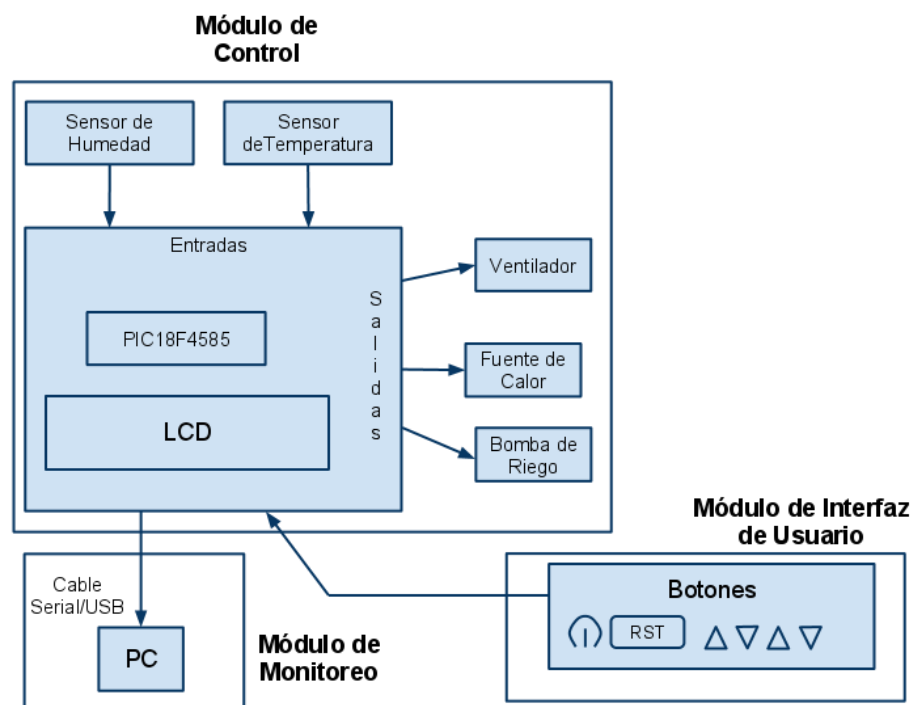 Módulo de
Control
Sensor de
Humedad
Sensor
deTemperatura
Entradas
Salidas
PIC18F4585
LCD
Ventilador
Fuente de
Calor
Bomba de
Riego
Módulo de Interfaz
de Usuario
Botones
RST
Cable
Serial/USB
PC
Módulo de
Monitoreo